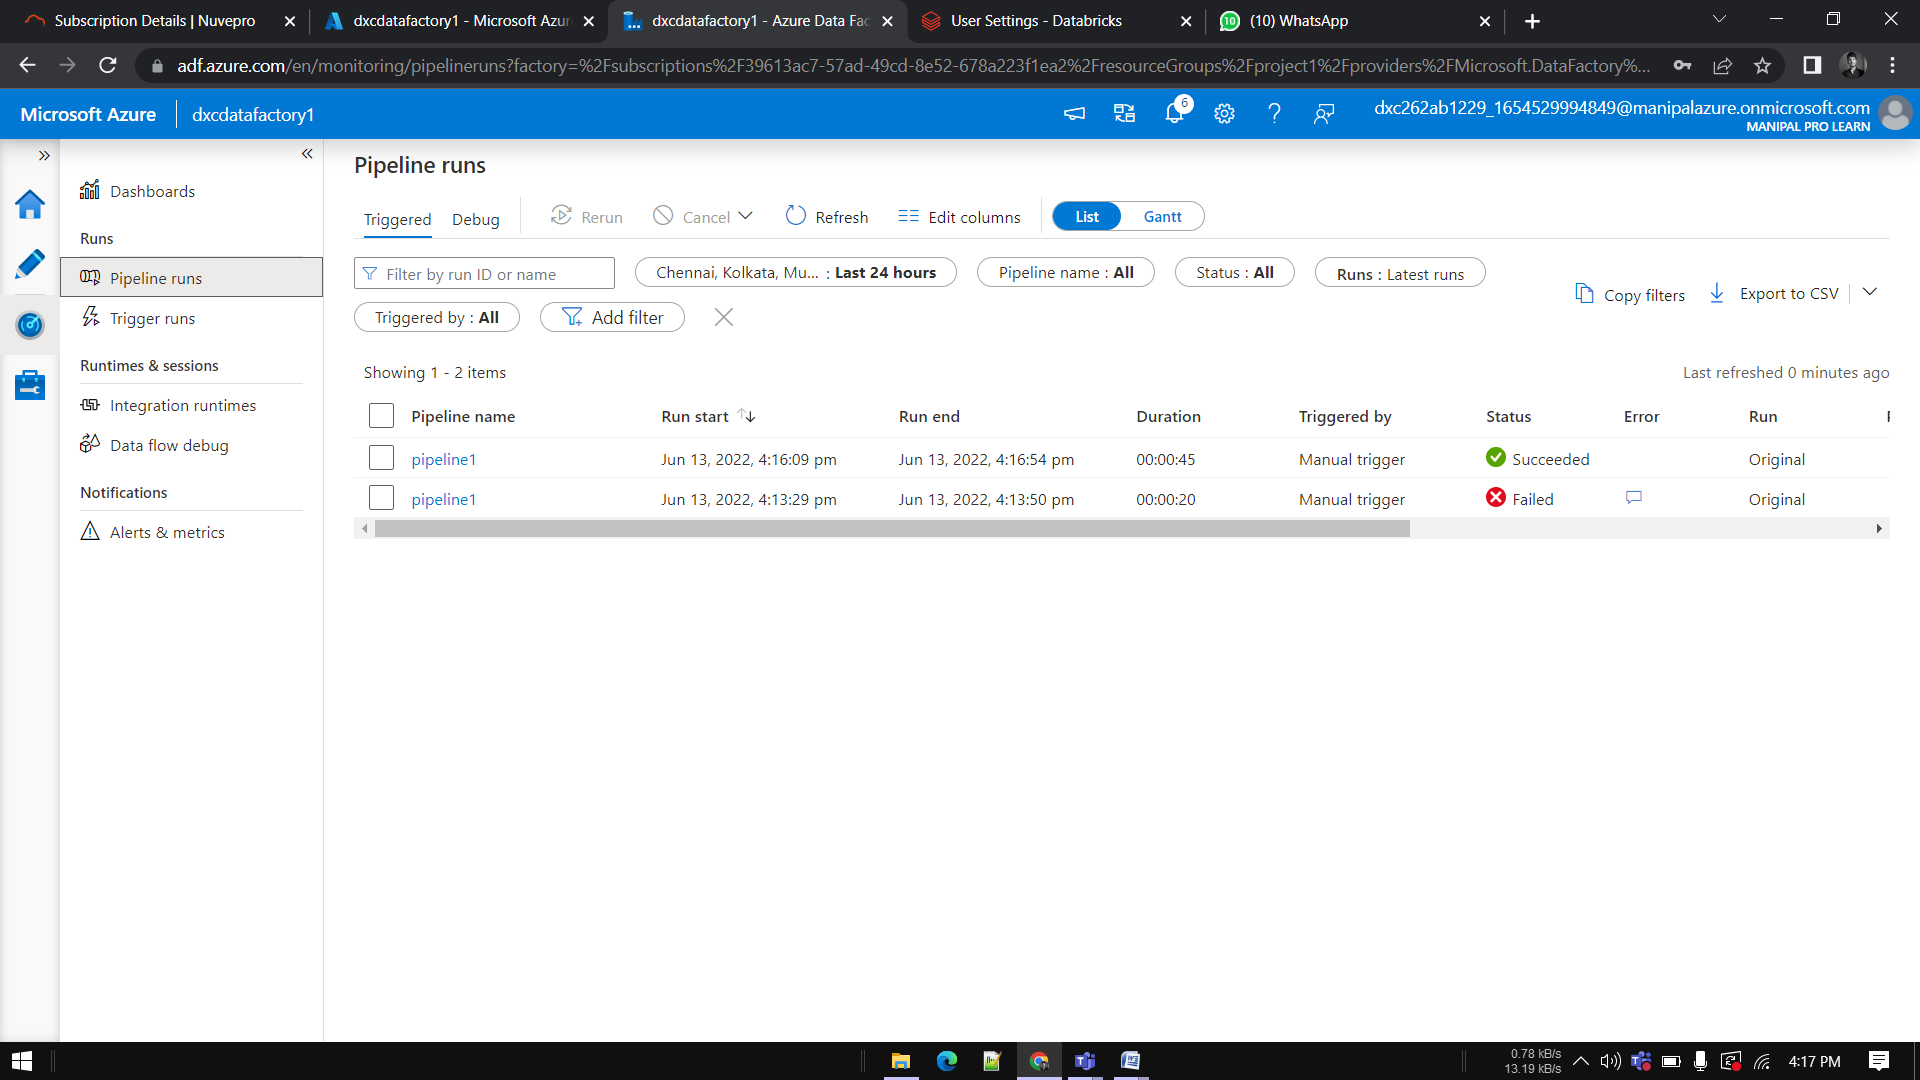 Subscription Details | Nuvepro
dxcdatafactory1 - Microsoft Azur
dxcdatafactory1 - Azure Data Fac
User Settings - Databricks
10
(10) WhatsApp
adf.azure.com/en/monitoring/pipelineruns?factory=%2Fsubscriptions%2F39613ac7-57ad-49cd-8e52-678a223f1ea2%2FresourceGroups%2Fproject1%2Fproviders%2FMicrosoft.DataFactory%...
Microsoft Azure
dxcdatafactory1
6
dxc262ab1229_1654529994849@manipalazure.onmicrosoft.com
MANIPAL PRO LEARN
Dashboards
Runs
Pipeline runs
Trigger runs
Runtimes & sessions
Integration runtimes
Data flow debug
Notifications
Alerts & metrics
Pipeline runs
Triggered Debug Rerun Cancel Refresh Edit columns List Gantt
Filter by run ID or name
Chennai, Kolkata, Mu... : Last 24 hours
Pipeline name : All
Status : All
Runs : Latest runs
Copy filters
Export to CSV
Triggered by : All
Add filter
Showing 1 - 2 items
Last refreshed 0 minutes ago
Pipeline name Run start Run end Duration Triggered by Status Error Run
pipeline1 Jun 13, 2022, 4:16:09 pm Jun 13, 2022, 4:16:54 pm 00:00:45 Manual trigger Succeeded Original
pipeline1 Jun 13, 2022, 4:13:29 pm Jun 13, 2022, 4:13:50 pm 00:00:20 Manual trigger Failed Original
0.78 kB/s
13.19 kB/s
4:17 PM